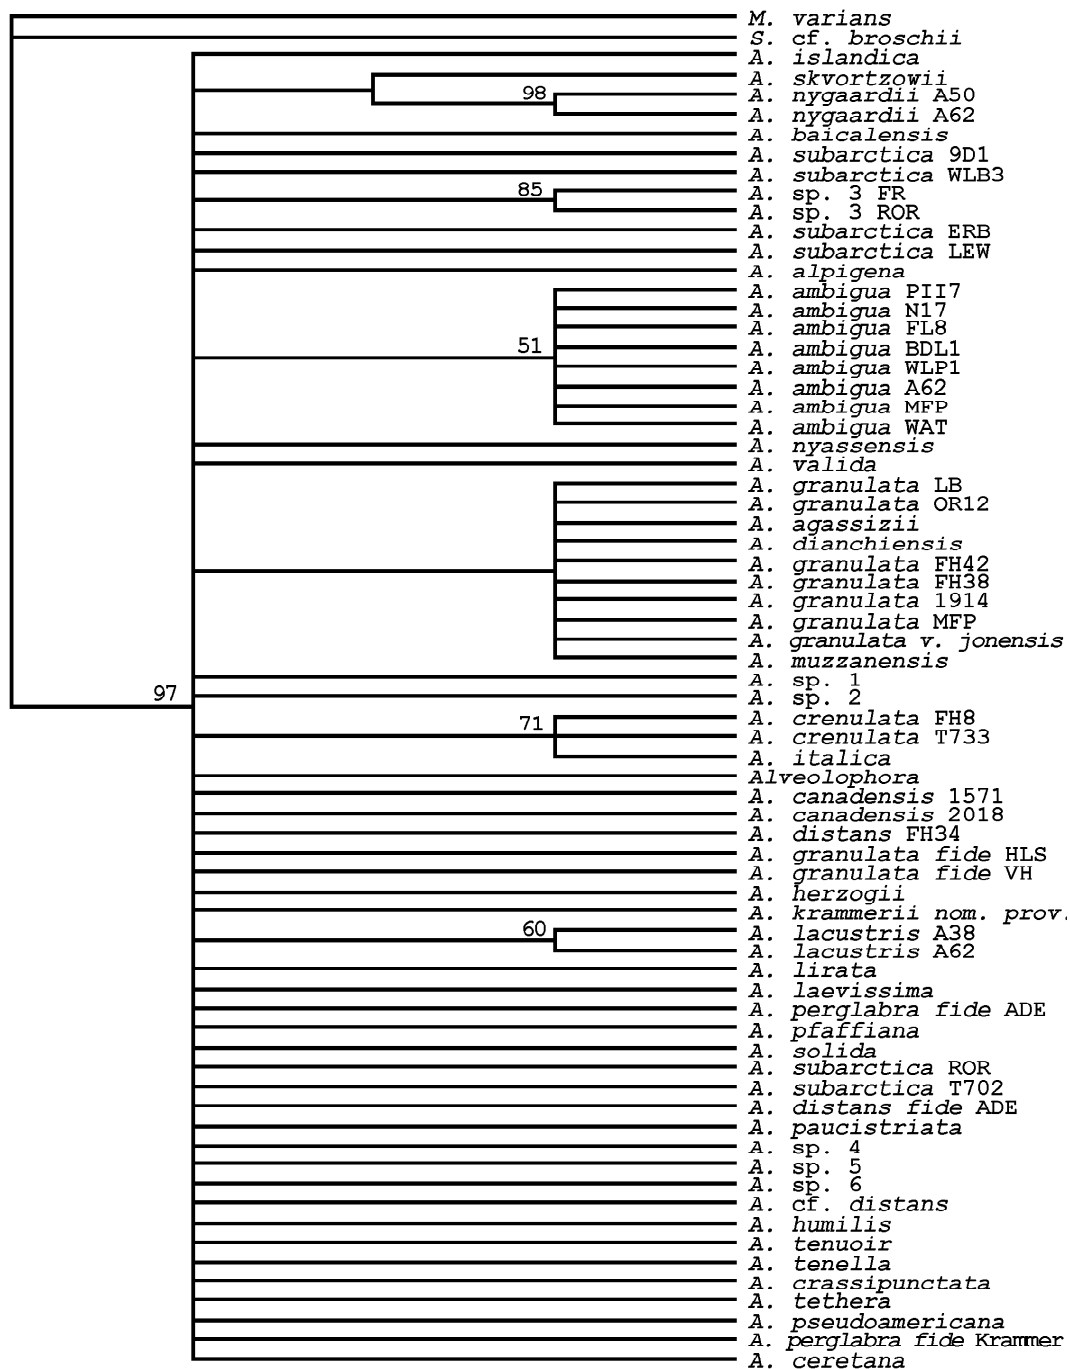 M. varians
S. cf. broschii
A. islandica
A. skvortzowii
98
A. nygaardii A50
A. nygaardii A62
A. baicalensis
A. subarctica 9D1
A. subarctica WLB3
85
A. sp. 3 FR
A. sp. 3 ROR
A. subarctica ERB
A. subarctica LEW
A. alpigena
A. ambigua PII7
A. ambigua N17
A. ambigua FL8
51
A. ambigua BDL1
A. ambigua WLP1
A. ambigua A62
A. ambigua MFP
A. ambigua WAT
A. nyassensis
A. valida
A. granulata LB
A. granulata OR12
A. agassizii
A. dianchiensis
A. granulata FH42
A. granulata FH38
A. granulata 1914
A. granulata MFP
A. granulata v. jonensis
A. muzzanensis
A. sp. 1
97
A. sp. 2
A. crenulata FH8
71
A. crenulata T733
A. italica
Alveolophora
A. canadensis 1571
A. canadensis 2018
A. distans FH34
A. granulata fide HLS
A. granulata fide VH
A. herzogii
A. krammerii nom. prov.
60
A. lacustris A38
A. lacustris A62
A. lirata
A. laevissima
A. perglabra fide ADE
A. pfaffiana
A. solida
A. subarctica ROR
A. subarctica T702
A. distans fide ADE
A. paucistriata
A. sp. 4
A. sp. 5
A. sp. 6
A. cf. distans
A. humilis
A. tenuoir
A. tenella
A. crassipunctata
A. tethera
A. pseudoamericana
A. perglabra fide Krammer
A. ceretana